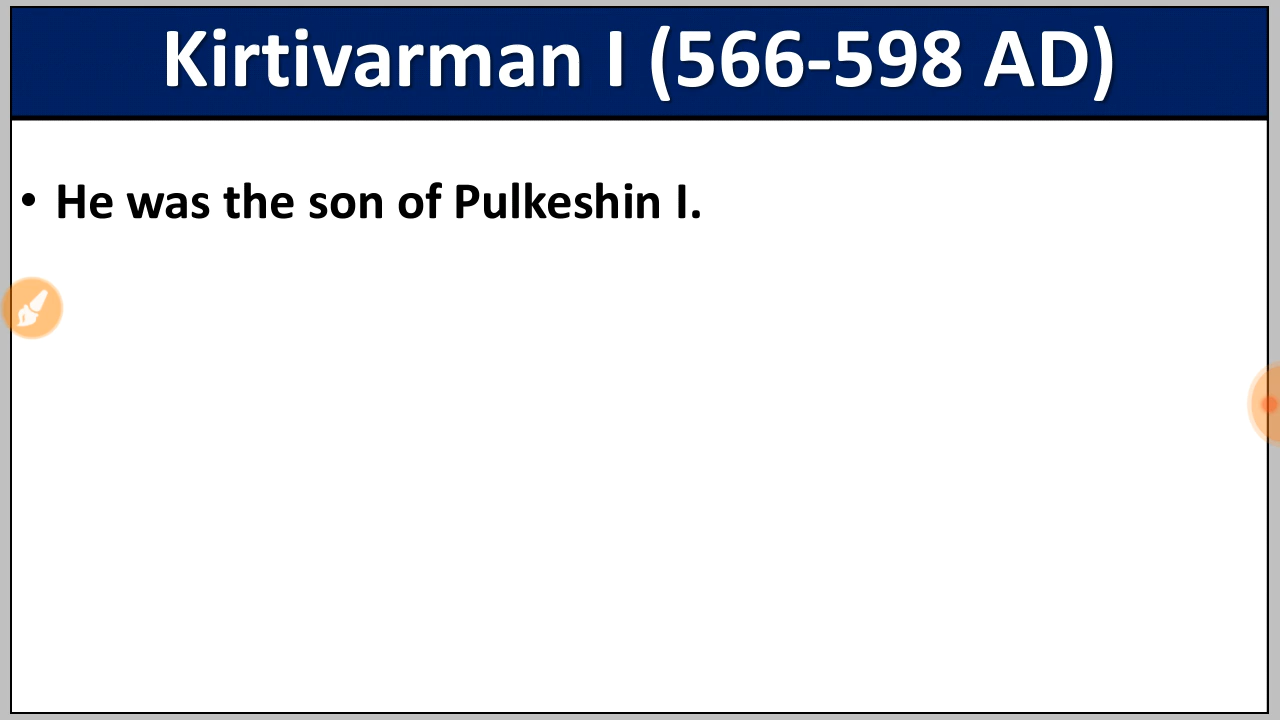 Kirtivarman I (566-598 AD)
• He was the son of Pulkeshin I.